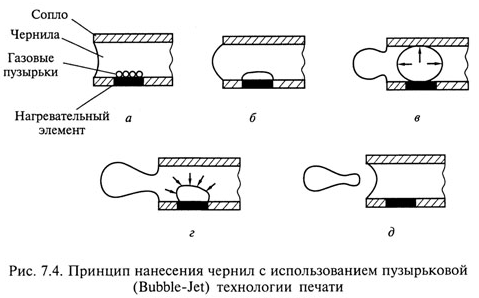 Сопло
Чернила
Газовые
пузырьки
Нагревательный
элемент
а
б
в
г
д
Рис. 7.4. Принцип нанесения чернил с использованием пузырьковой
(Bubble-Jet) технологии печати